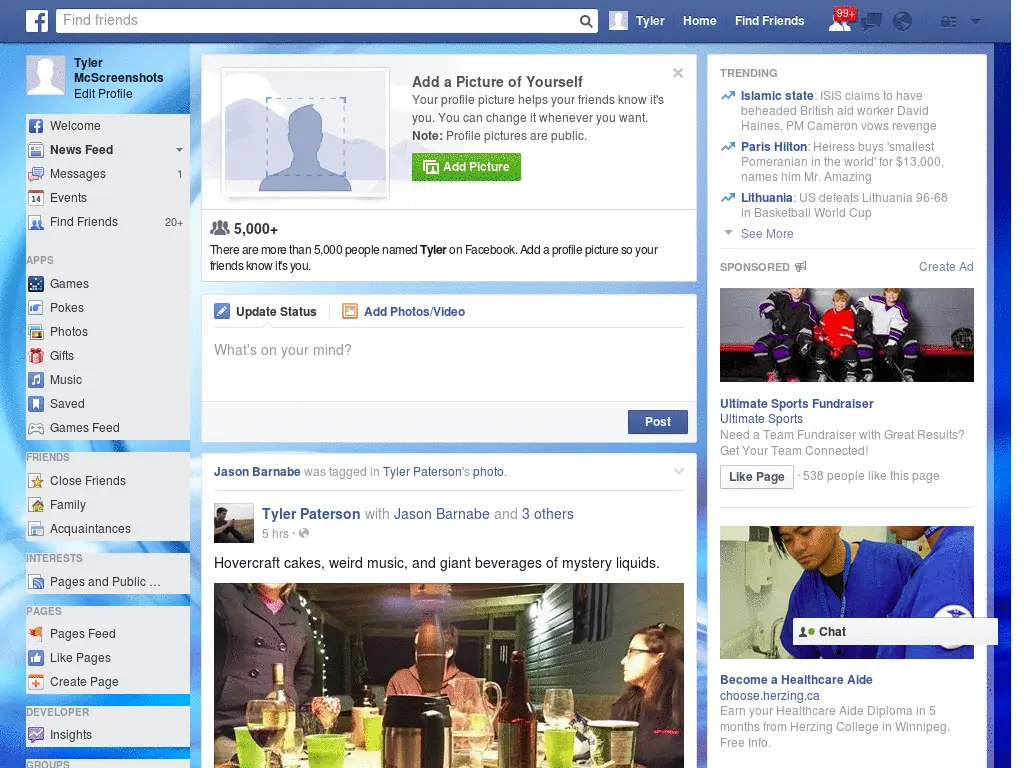 f
Find friends
Tyler
Home
Find Friends
99+
Tyler
McScreenshots
Edit Profile
Welcome
News Feed
Messages 1
14 Events
Find Friends 20+
APPS
Games
Pokes
Photos
Gifts
Music
Saved
Games Feed
FRIENDS
Close Friends
Family
Acquaintances
INTERESTS
Pages and Public ...
PAGES
Pages Feed
Like Pages
Create Page
DEVELOPER
Insights
GROUPS
Add a Picture of Yourself
Your profile picture helps your friends know it's
you. You can change it whenever you want.
Note: Profile pictures are public.
Add Picture
5,000+
There are more than 5,000 people named Tyler on Facebook. Add a profile picture so your
friends know it's you.
Update Status
Add Photos/Video
What's on your mind?
Post
Jason Barnabe was tagged in Tyler Paterson's photo.
Tyler Paterson with Jason Barnabe and 3 others
5 hrs ·
Hovercraft cakes, weird music, and giant beverages of mystery liquids.
TRENDING
Islamic state: ISIS claims to have
beheaded British aid worker David
Haines, PM Cameron vows revenge
Paris Hilton: Heiress buys 'smallest
Pomeranian in the world' for $13,000,
names him Mr. Amazing
Lithuania: US defeats Lithuania 96-68
in Basketball World Cup
See More
SPONSORED
Create Ad
Ultimate Sports Fundraiser
Ultimate Sports
Need a Team Fundraiser with Great Results?
Get Your Team Connected!
Like Page · 538 people like this page
Chat
Become a Healthcare Aide
choose.herzing.ca
Earn your Healthcare Aide Diploma in 5
months from Herzing College in Winnipeg.
Free Info.